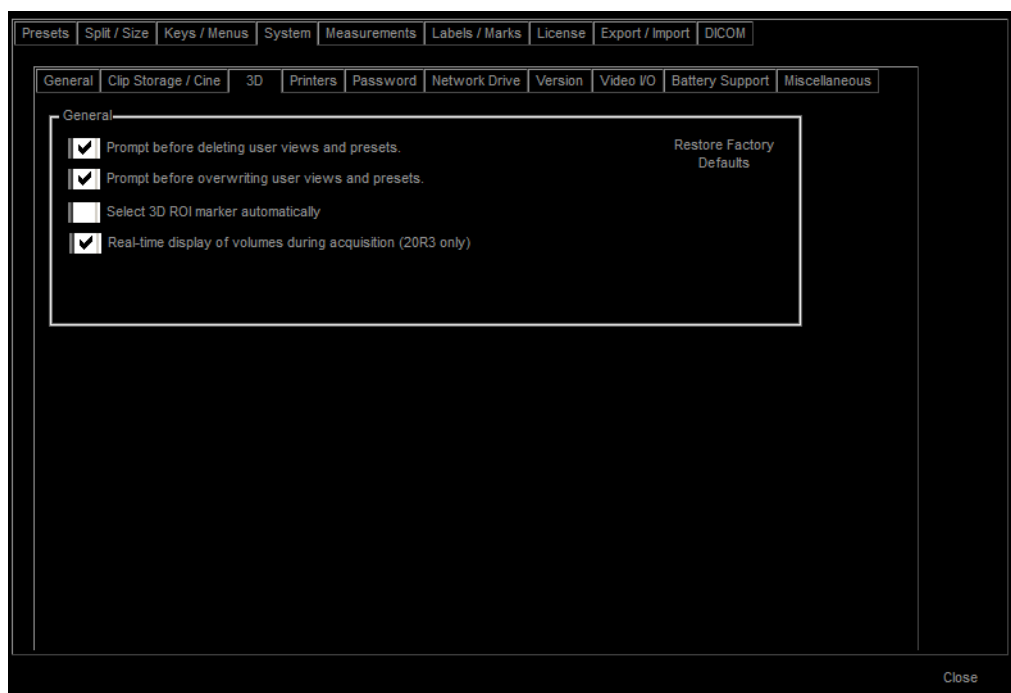 Presets Split / Size Keys / Menus System Measurements Labels / Marks License Export / Import DICOM
General Clip Storage / Cine 3D Printers Password Network Drive Version Video I/O Battery Support Miscellaneous
General
Prompt before deleting user views and presets.
Restore Factory
Defaults
Prompt before overwriting user views and presets.
Select 3D ROI marker automatically
Real-time display of volumes during acquisition (20R3 only)
Close